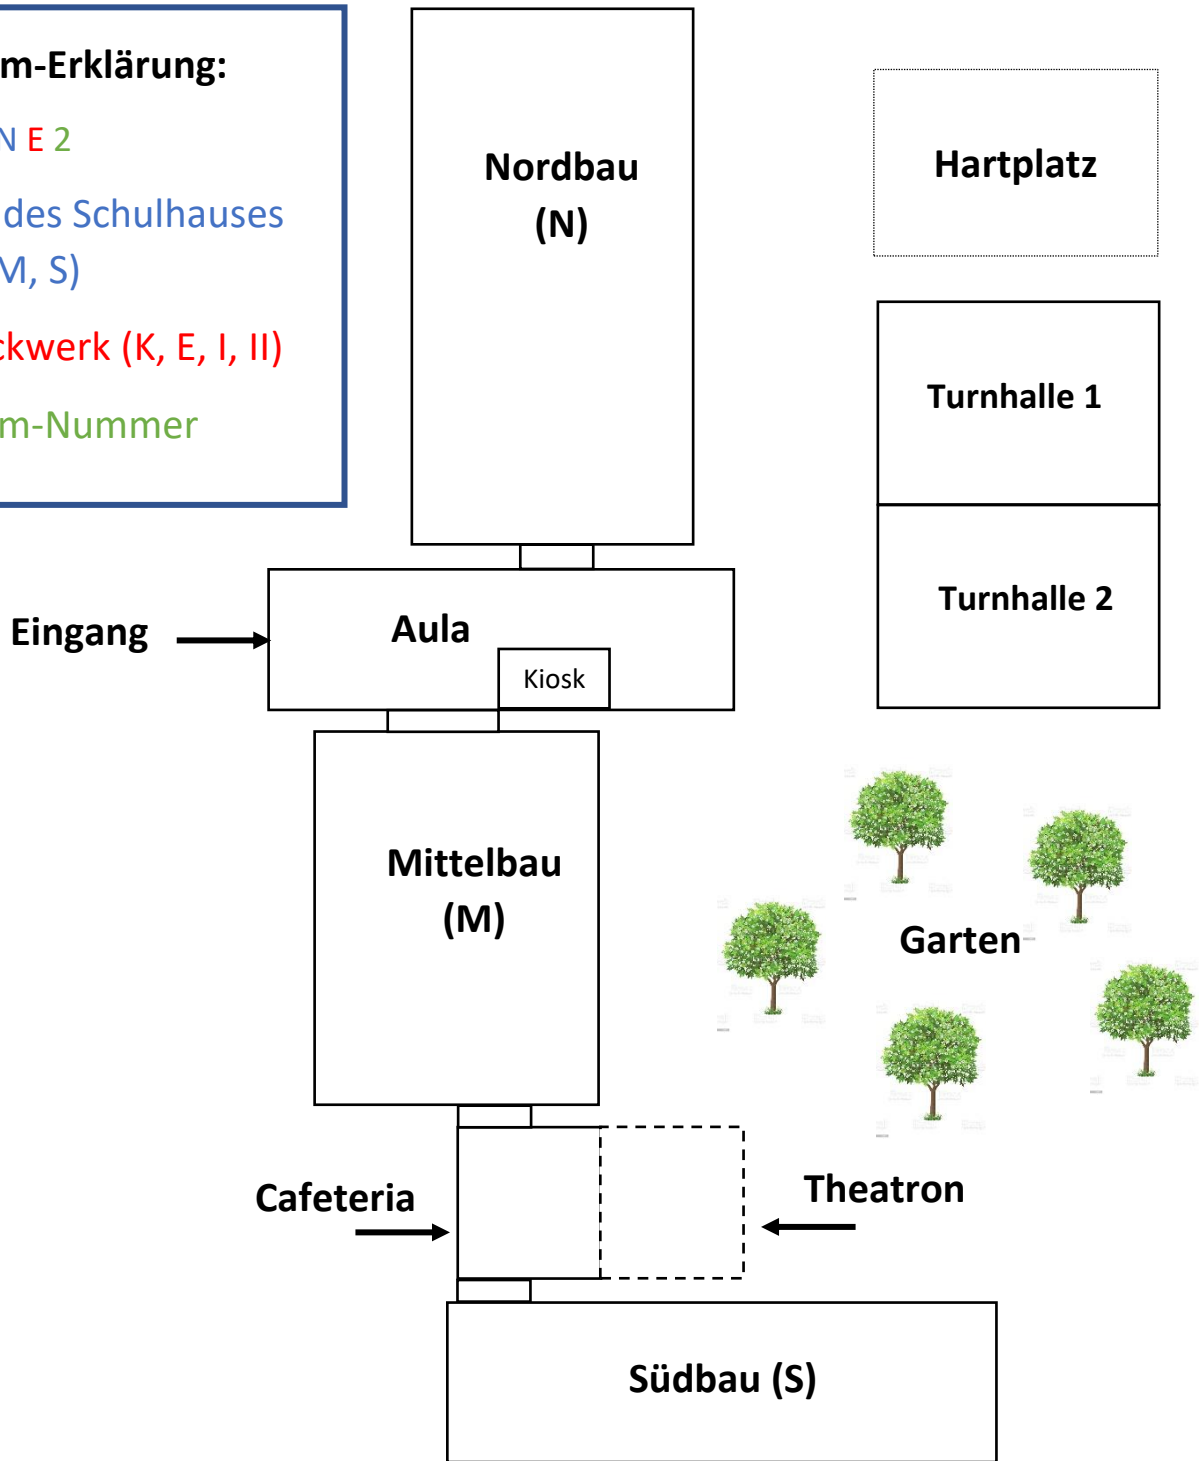 m-Erklärung:
N E 2
des Schulhauses
M, S)
ckwerk (K, E, I, II)
m-Nummer
Nordbau
(N)
Hartplatz
Turnhalle 1
Turnhalle 2
Eingang
Aula
Kiosk
Mittelbau
(M)
Garten
Cafeteria
Theatron
Südbau (S)